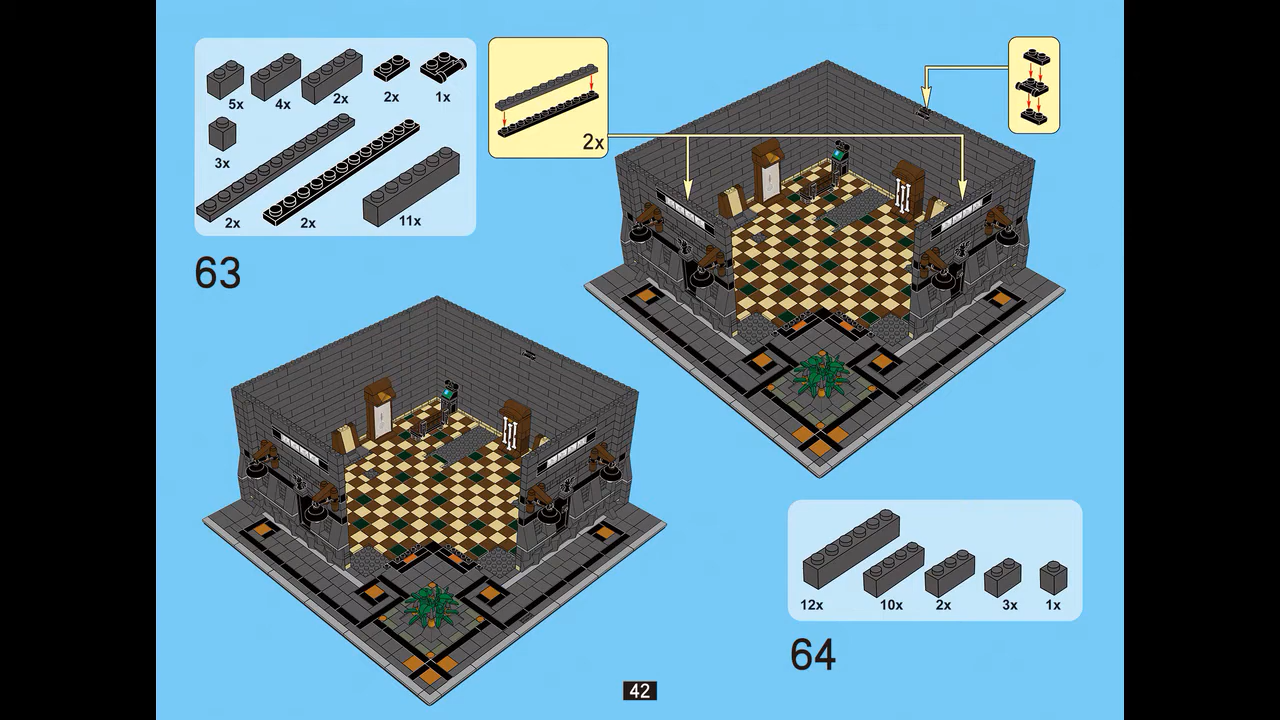 5x 4x 2x 2x 1x
3x
2x 2x 11x
63
2x
12x 10x 2x 3x 1x
64
42